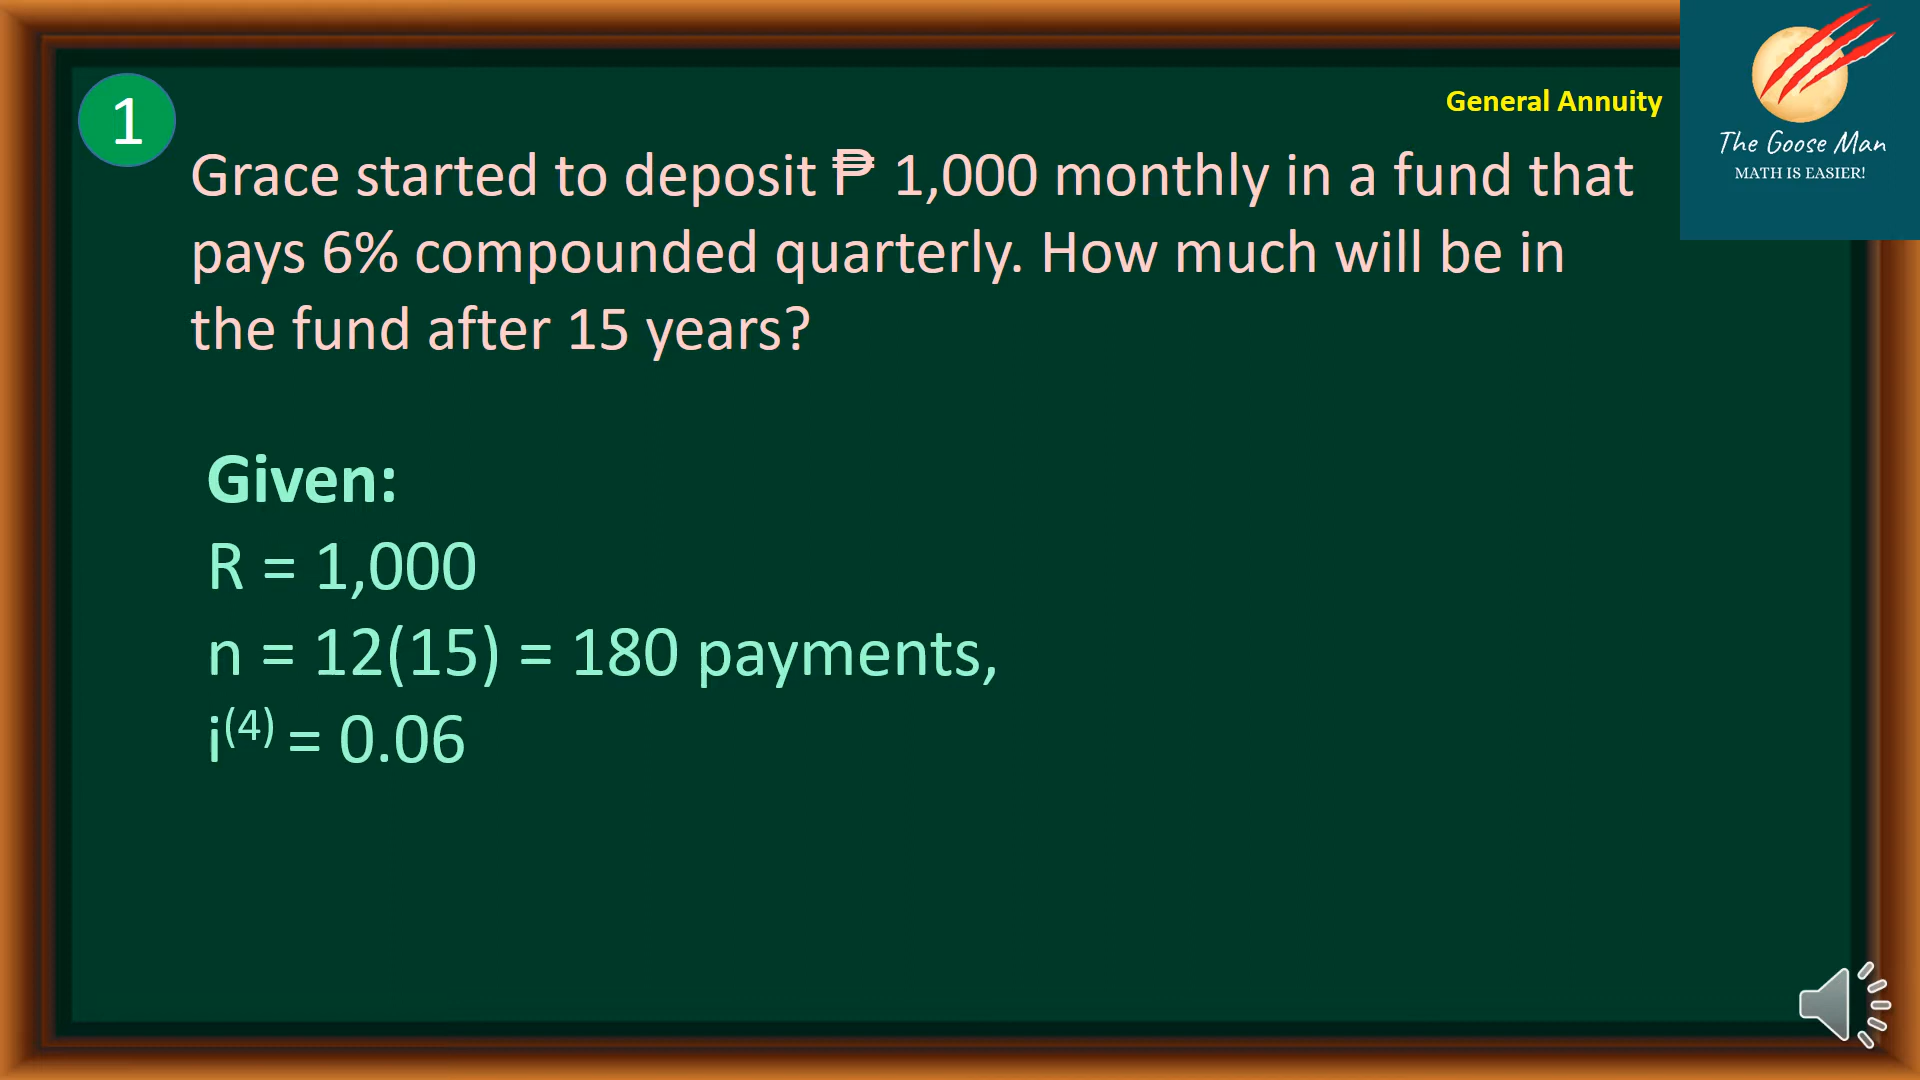 1
General Annuity
The Goose Man
MATH IS EASIER!
Grace started to deposit ₱ 1,000 monthly in a fund that
pays 6% compounded quarterly. How much will be in
the fund after 15 years?
Given:
R = 1,000
n = 12(15) = 180 payments,
i⁽⁴⁾ = 0.06